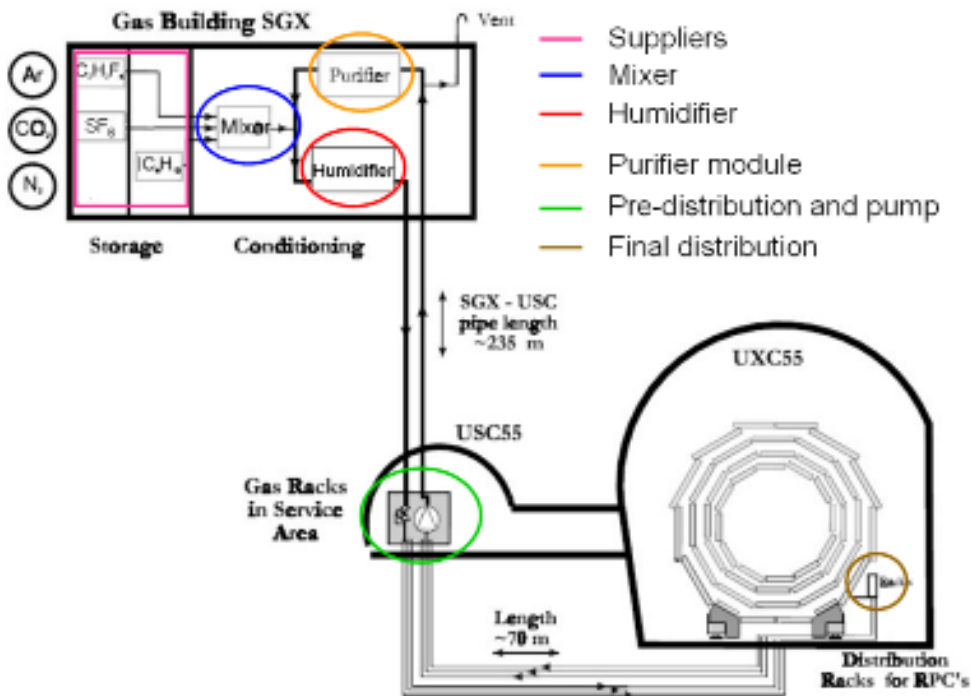 Gas Building SGX
Vent
Suppliers
Mixer
Humidifier
Purifier module
Pre-distribution and pump
Final distribution
Ar
CO₂
N₂
SF₆
Mixer
Purifier
Humidifier
Storage
Conditioning
SGX - USC
pipe length
~235 m
UXC55
USC55
Gas Racks
in Service
Area
Length
~70 m
Distribution
Racks for RPC's